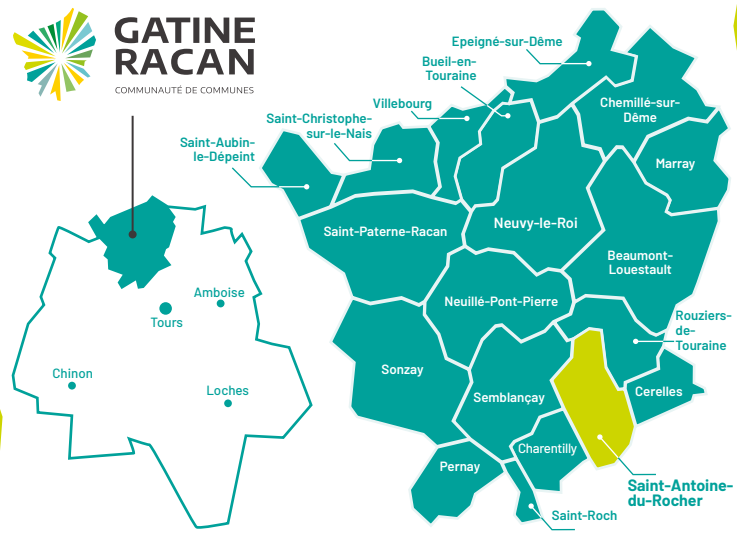 GATINE
RACAN
COMMUNAUTÉ DE COMMUNES
Epeigné-sur-Dême
Bueil-en-
Touraine
Villebourg
Saint-Christophe-
sur-le-Nais
Saint-Aubin-
le-Dépeint
Chemillé-sur-
Dême
Marray
Saint-Paterne-Racan
Neuvy-le-Roi
Beaumont-
Louestault
Neuillé-Pont-Pierre
Rouziers-
de-
Touraine
Sonzay
Semblançay
Cerelles
Charentilly
Pernay
Saint-Antoine-
du-Rocher
Saint-Roch
Amboise
Tours
Chinon
Loches